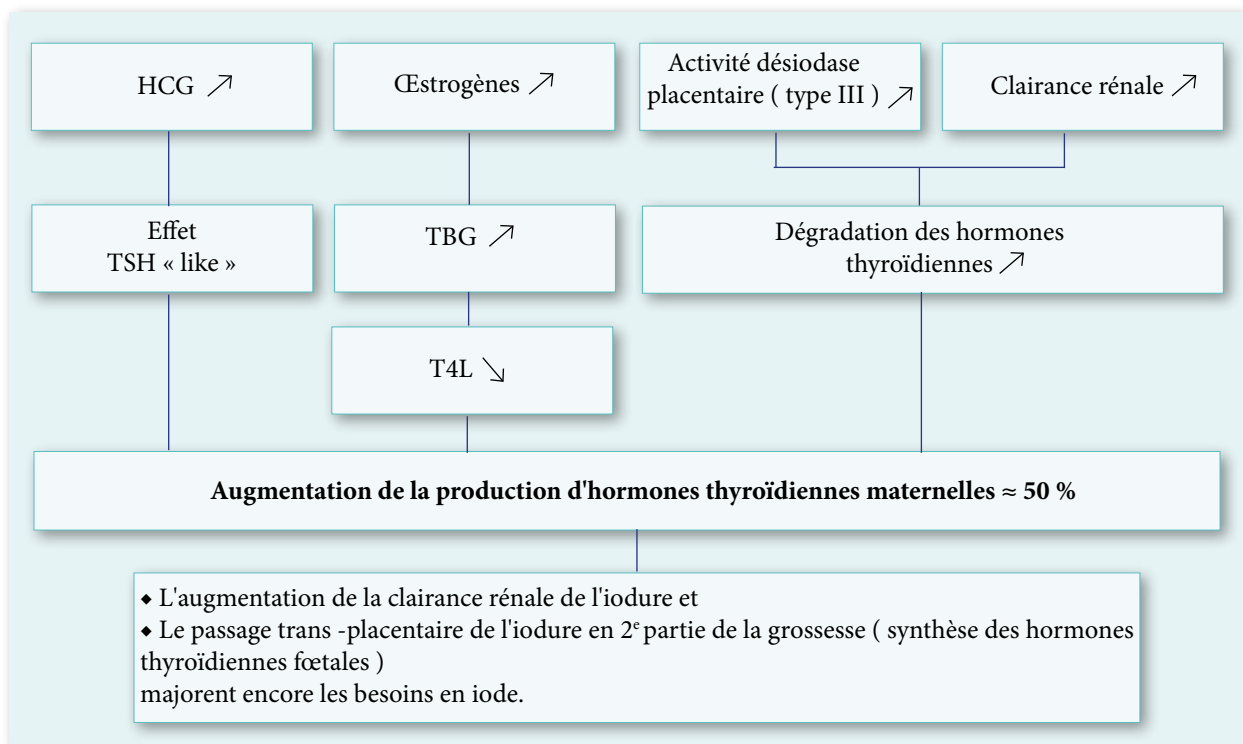 HCG ↗
Œstrogènes ↗
Activité désiodase
placentaire ( type III ) ↗
Clairance rénale ↗
Effet
TSH « like »
TBG ↗
Dégradation des hormones
thyroïdiennes ↗
T4L ↘
Augmentation de la production d'hormones thyroïdiennes maternelles ≈ 50 %
◆ L'augmentation de la clairance rénale de l'iodure et
◆ Le passage trans -placentaire de l'iodure en 2e partie de la grossesse ( synthèse des hormones
thyroïdiennes fœtales )
majorent encore les besoins en iode.